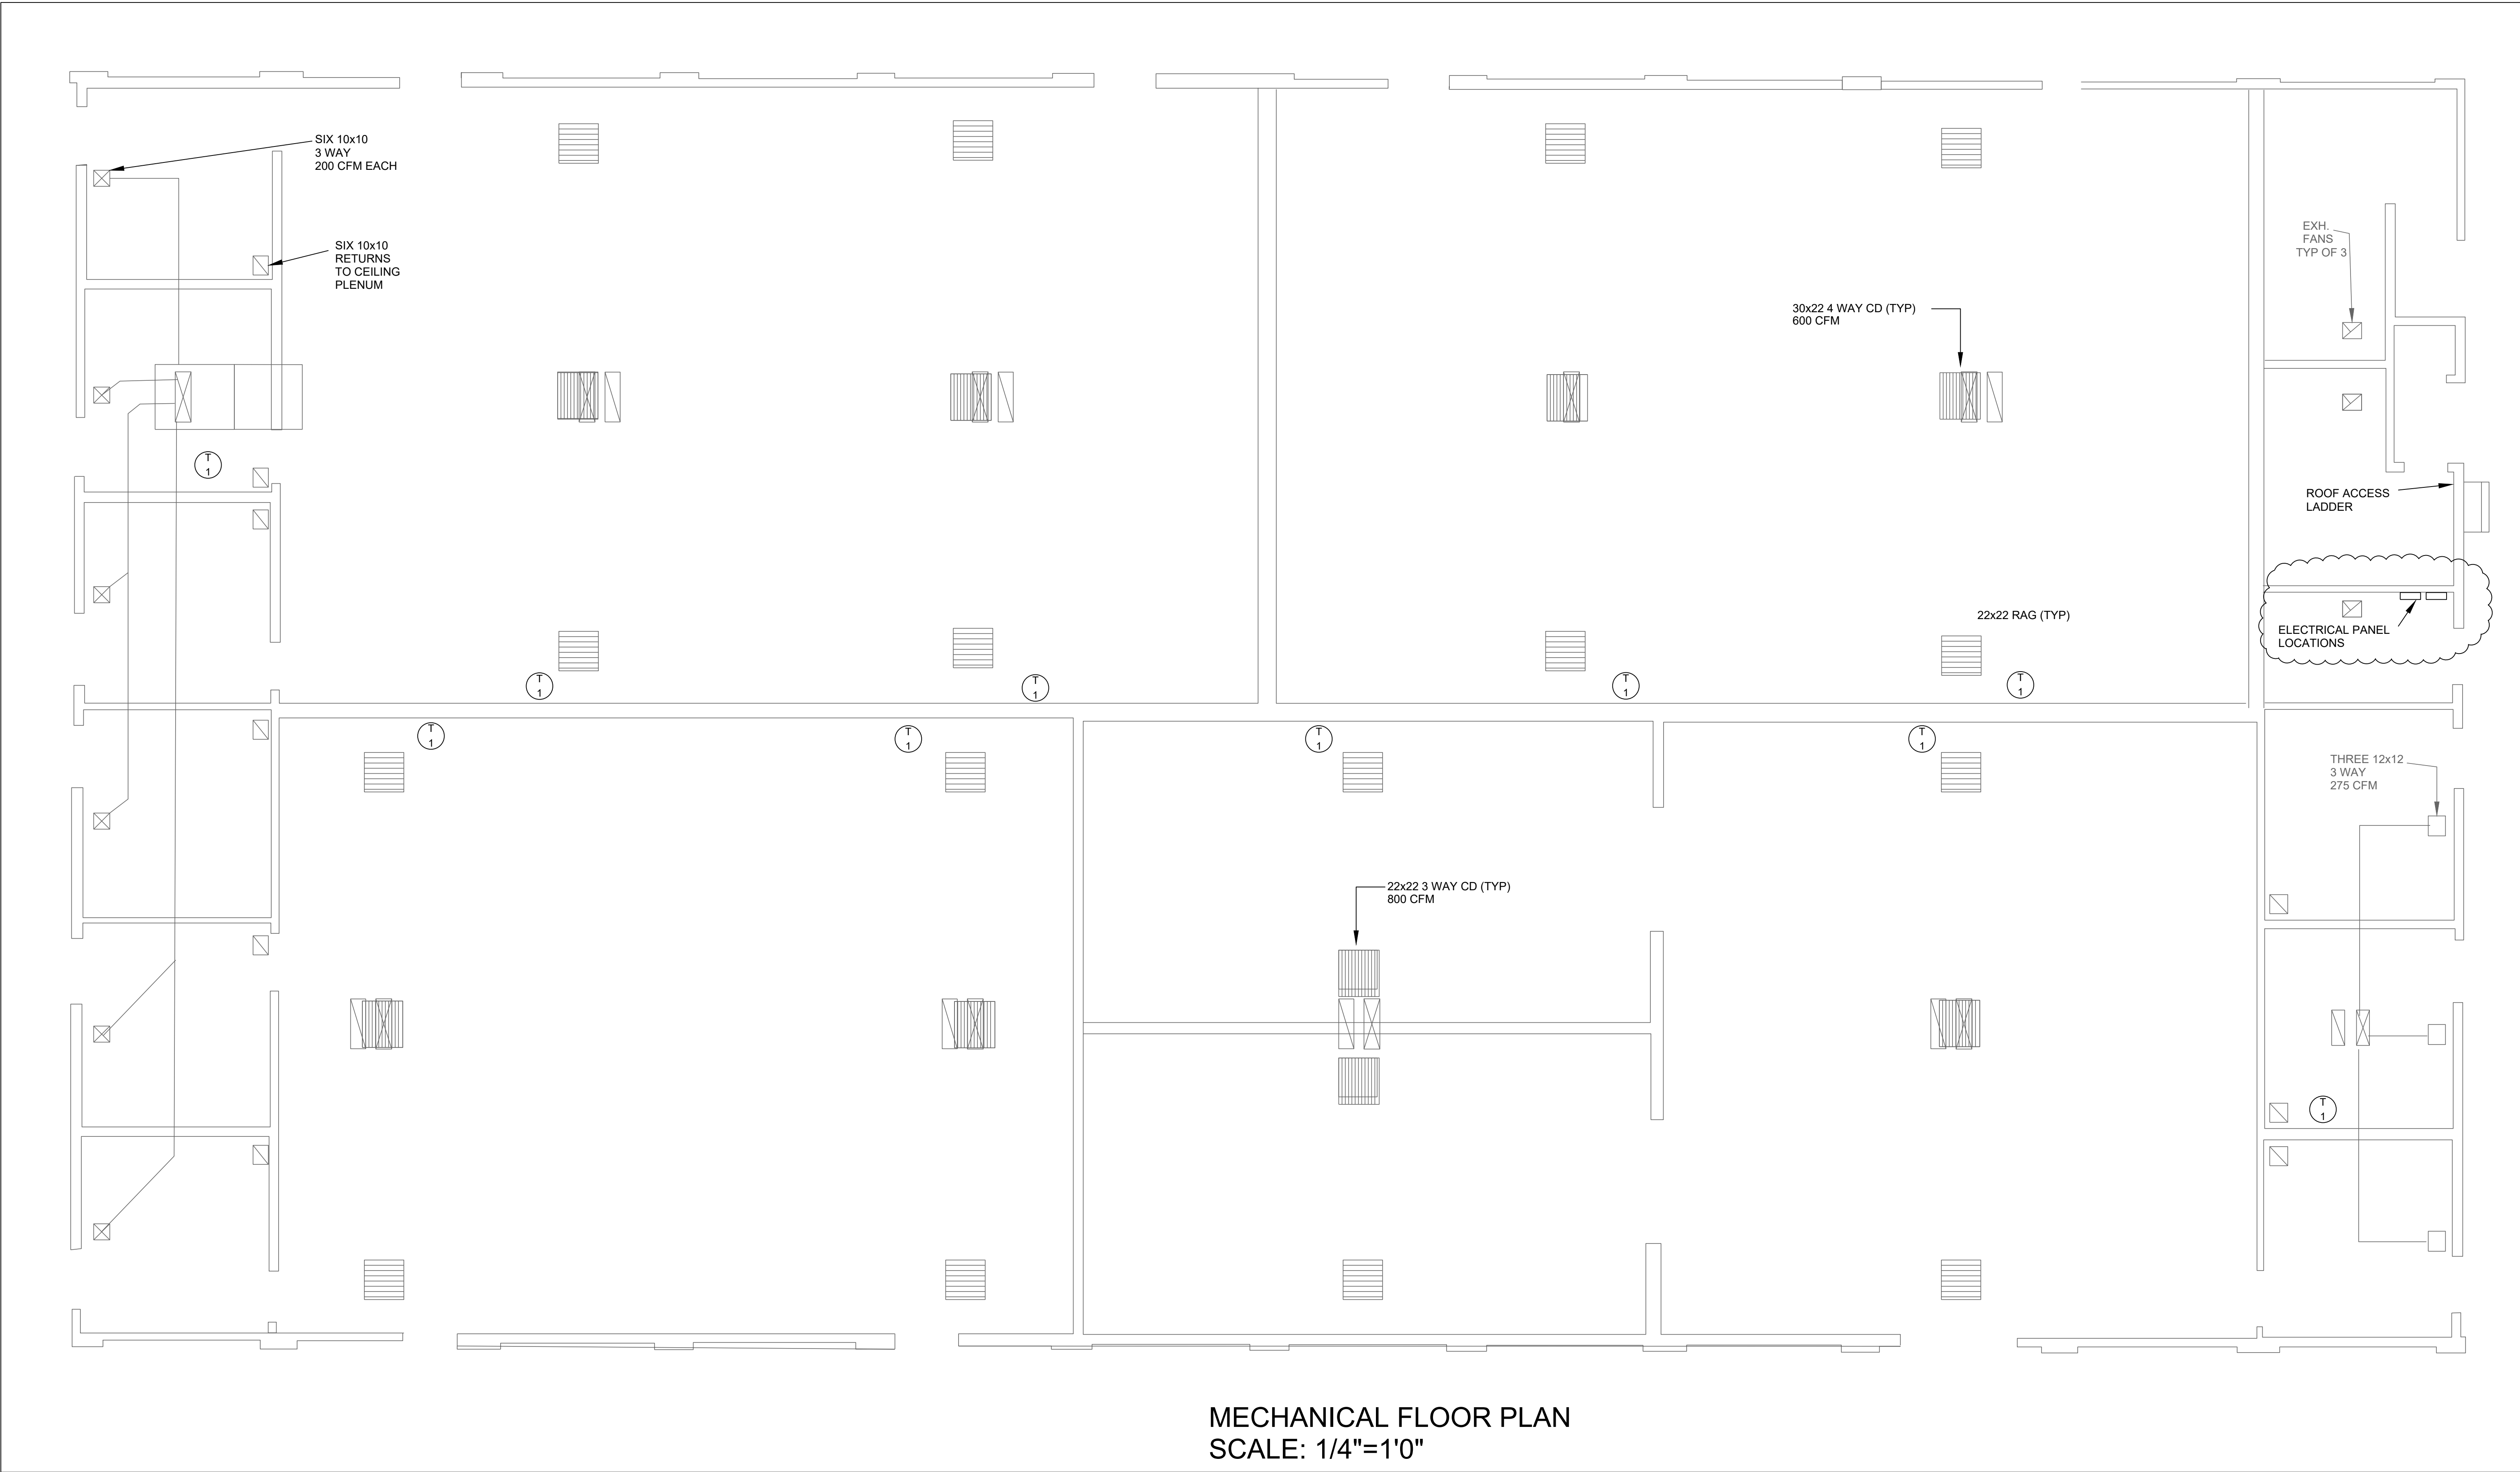 SIX 10x10
3 WAY
200 CFM EACH
SIX 10x10
RETURNS
TO CEILING
PLENUM
EXH.
FANS
TYP OF 3
30x22 4 WAY CD (TYP)
600 CFM
T
1
ROOF ACCESS
LADDER
22x22 RAG (TYP)
ELECTRICAL PANEL
LOCATIONS
T
1
T
1
T
1
T
1
T
1
T
1
T
1
T
1
THREE 12x12
3 WAY
275 CFM
22x22 3 WAY CD (TYP)
800 CFM
T
1
MECHANICAL FLOOR PLAN
SCALE: 1/4"=1'0"